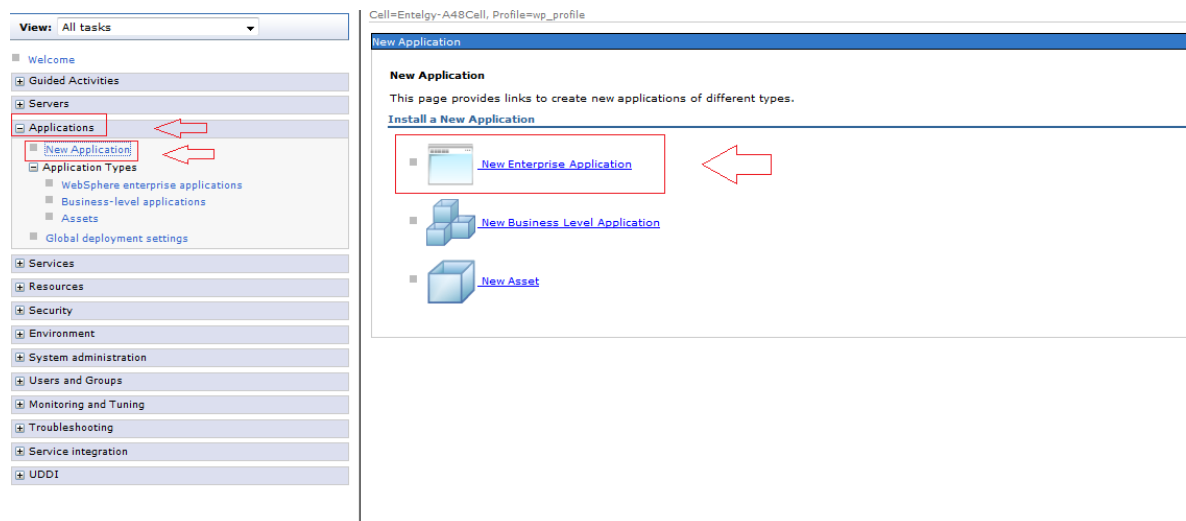 View: All tasks
Welcome
Guided Activities
Servers
Applications
New Application
Application Types
WebSphere enterprise applications
Business-level applications
Assets
Global deployment settings
Services
Resources
Security
Environment
System administration
Users and Groups
Monitoring and Tuning
Troubleshooting
Service integration
UDDI
Cell=Entelgy-A48Cell, Profile=wp_profile
New Application
New Application
This page provides links to create new applications of different types.
Install a New Application
New Enterprise Application
New Business Level Application
New Asset